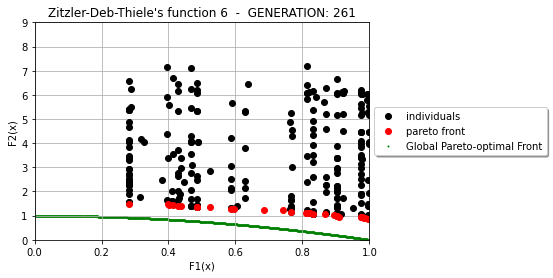 Zitzler-Deb-Thiele's function 6 - GENERATION: 261
9
8
7
6
5
4
3
2
1
0
F2(x)
0.0 0.2 0.4 0.6 0.8 1.0
F1(x)
individuals
pareto front
Global Pareto-optimal Front